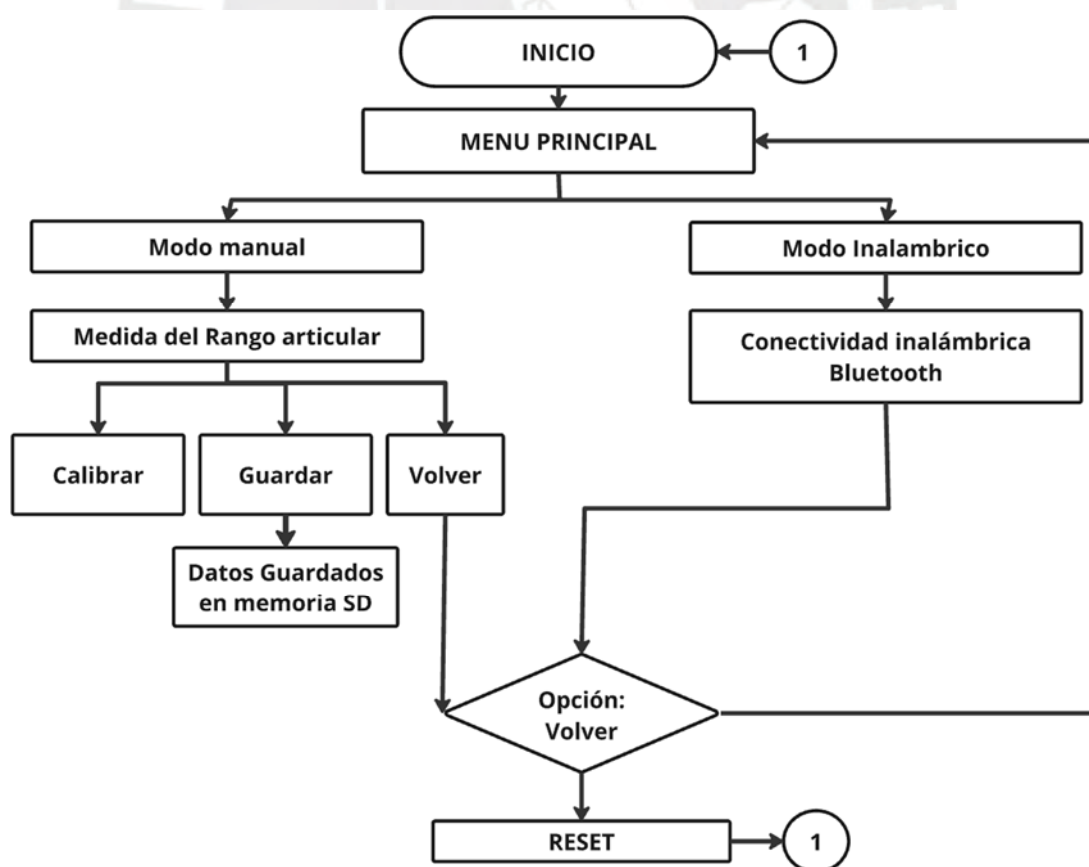 INICIO
1
MENU PRINCIPAL
Modo manual
Modo Inalambrico
Medida del Rango articular
Conectividad inalámbrica
Bluetooth
Calibrar
Guardar
Volver
Datos Guardados
en memoria SD
Opción:
Volver
RESET
1